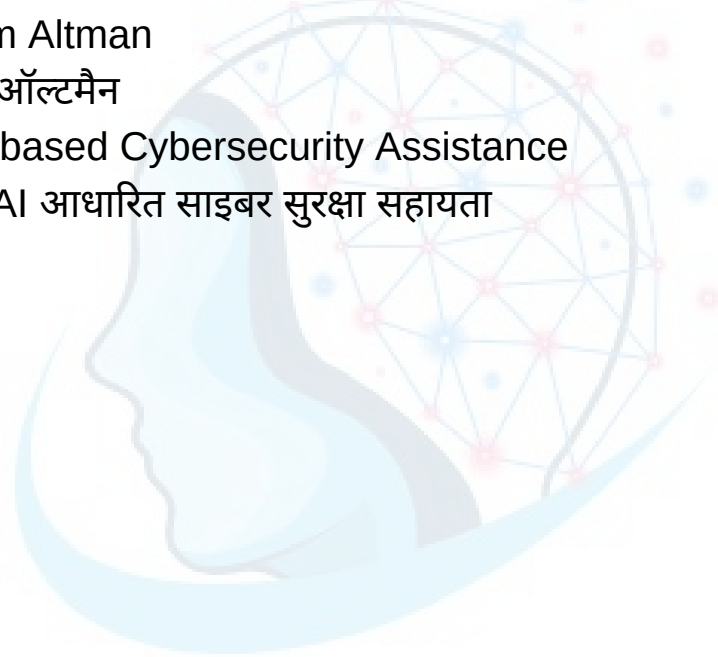 m Altman
ऑल्टमैन
based Cybersecurity Assistance
AI आधारित साइबर सुरक्षा सहायता